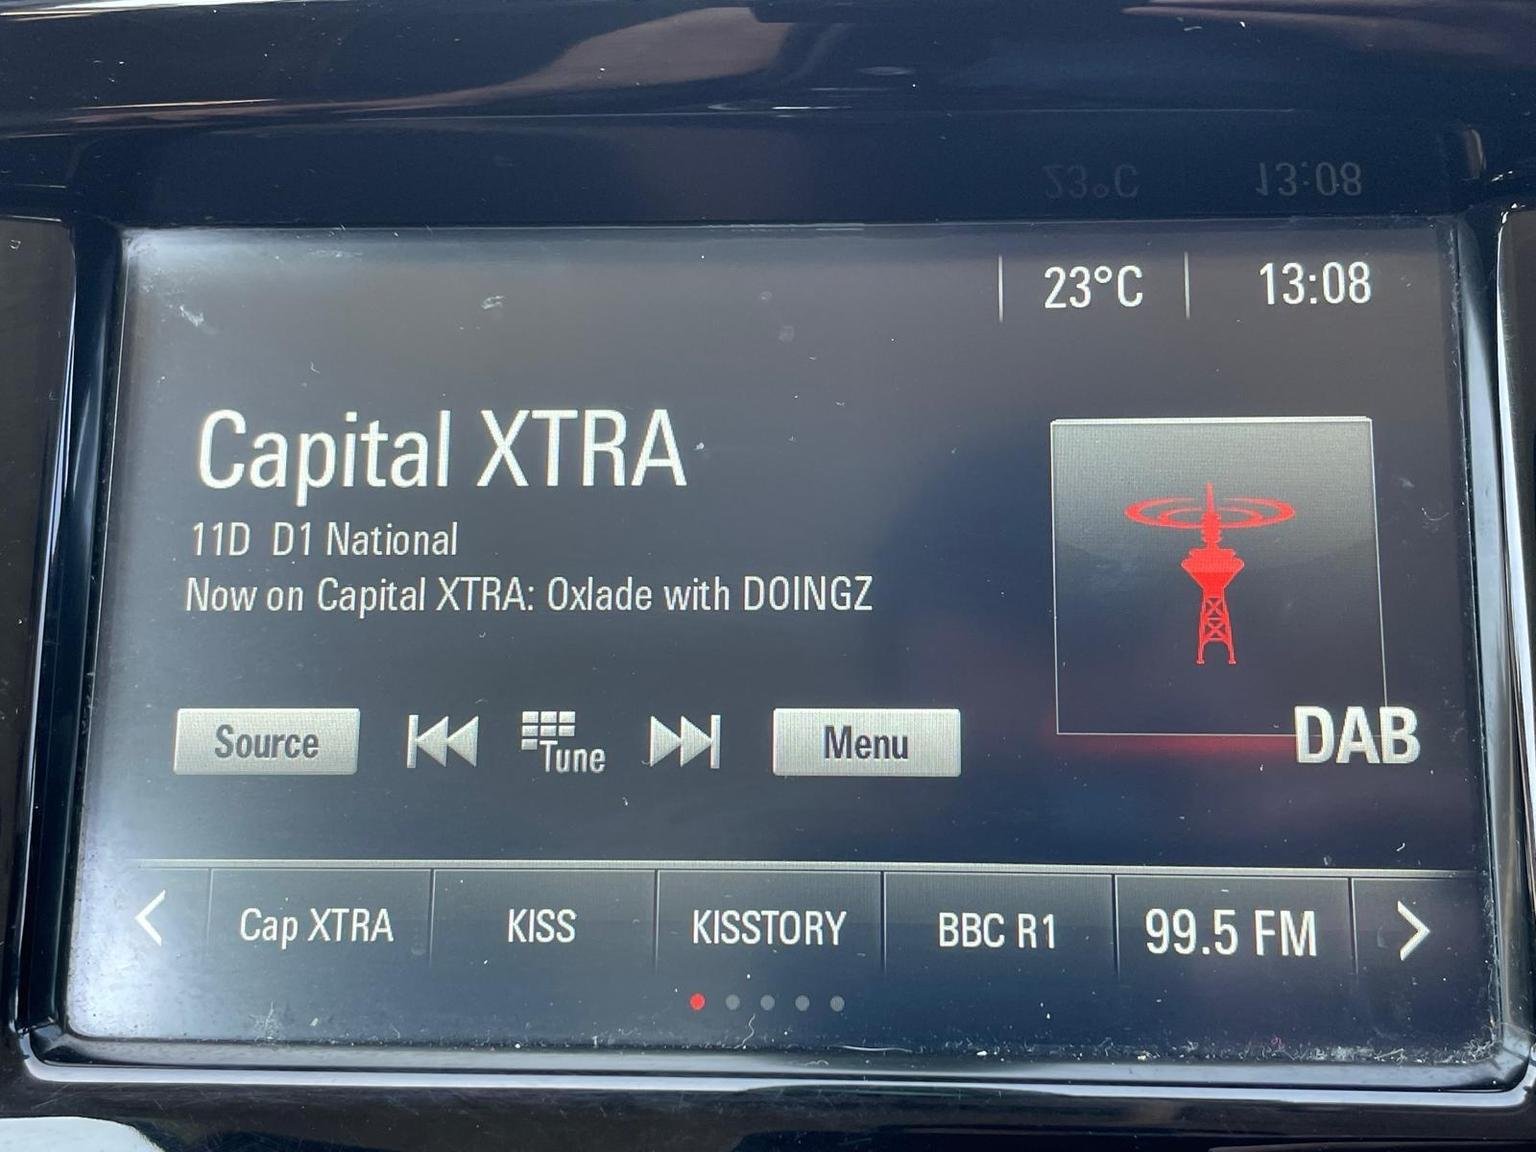 23°C 13:08
Capital XTRA
11D D1 National
Now on Capital XTRA: Oxlade with DOINGZ
Source Tune Menu
DAB
Cap XTRA KISS KISSTORY BBC R1 99.5 FM